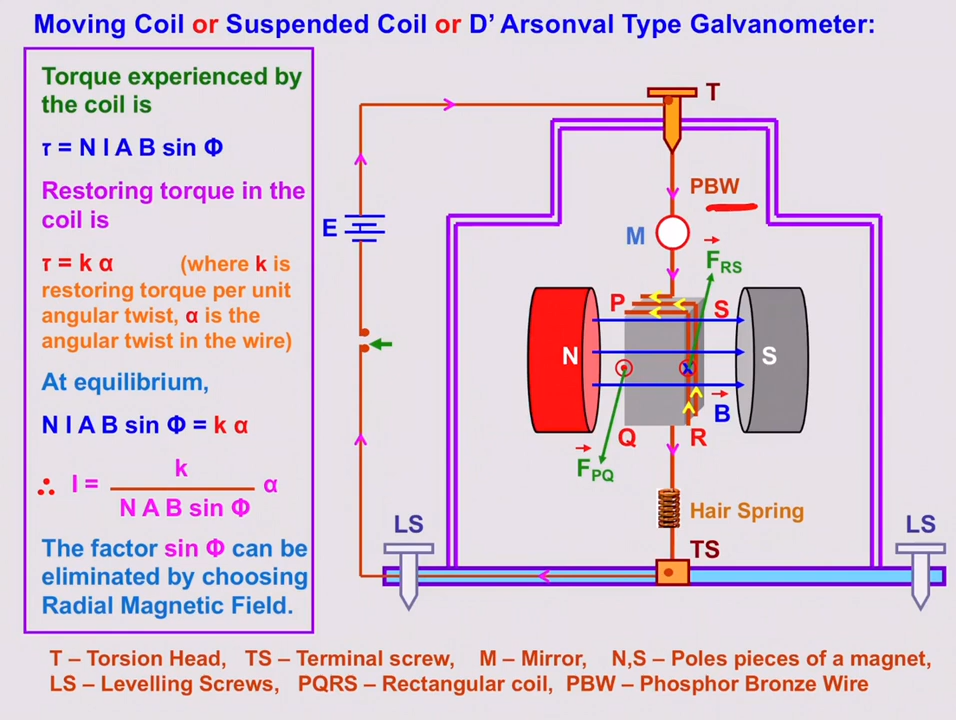 Moving Coil or Suspended Coil or D’ Arsonval Type Galvanometer:
Torque experienced by
the coil is
τ = N I A B sin Φ
Restoring torque in the
coil is
τ = k α (where k is
restoring torque per unit
angular twist, α is the
angular twist in the wire)
At equilibrium,
N I A B sin Φ = k α
∴ I = k / N A B sin Φ α
The factor sin Φ can be
eliminated by choosing
Radial Magnetic Field.
T
PBW
E
M
F⃗RS
P
S
N
S
B⃗
Q
R
F⃗PQ
Hair Spring
LS
LS
TS
T – Torsion Head, TS – Terminal screw, M – Mirror, N,S – Poles pieces of a magnet,
LS – Levelling Screws, PQRS – Rectangular coil, PBW – Phosphor Bronze Wire